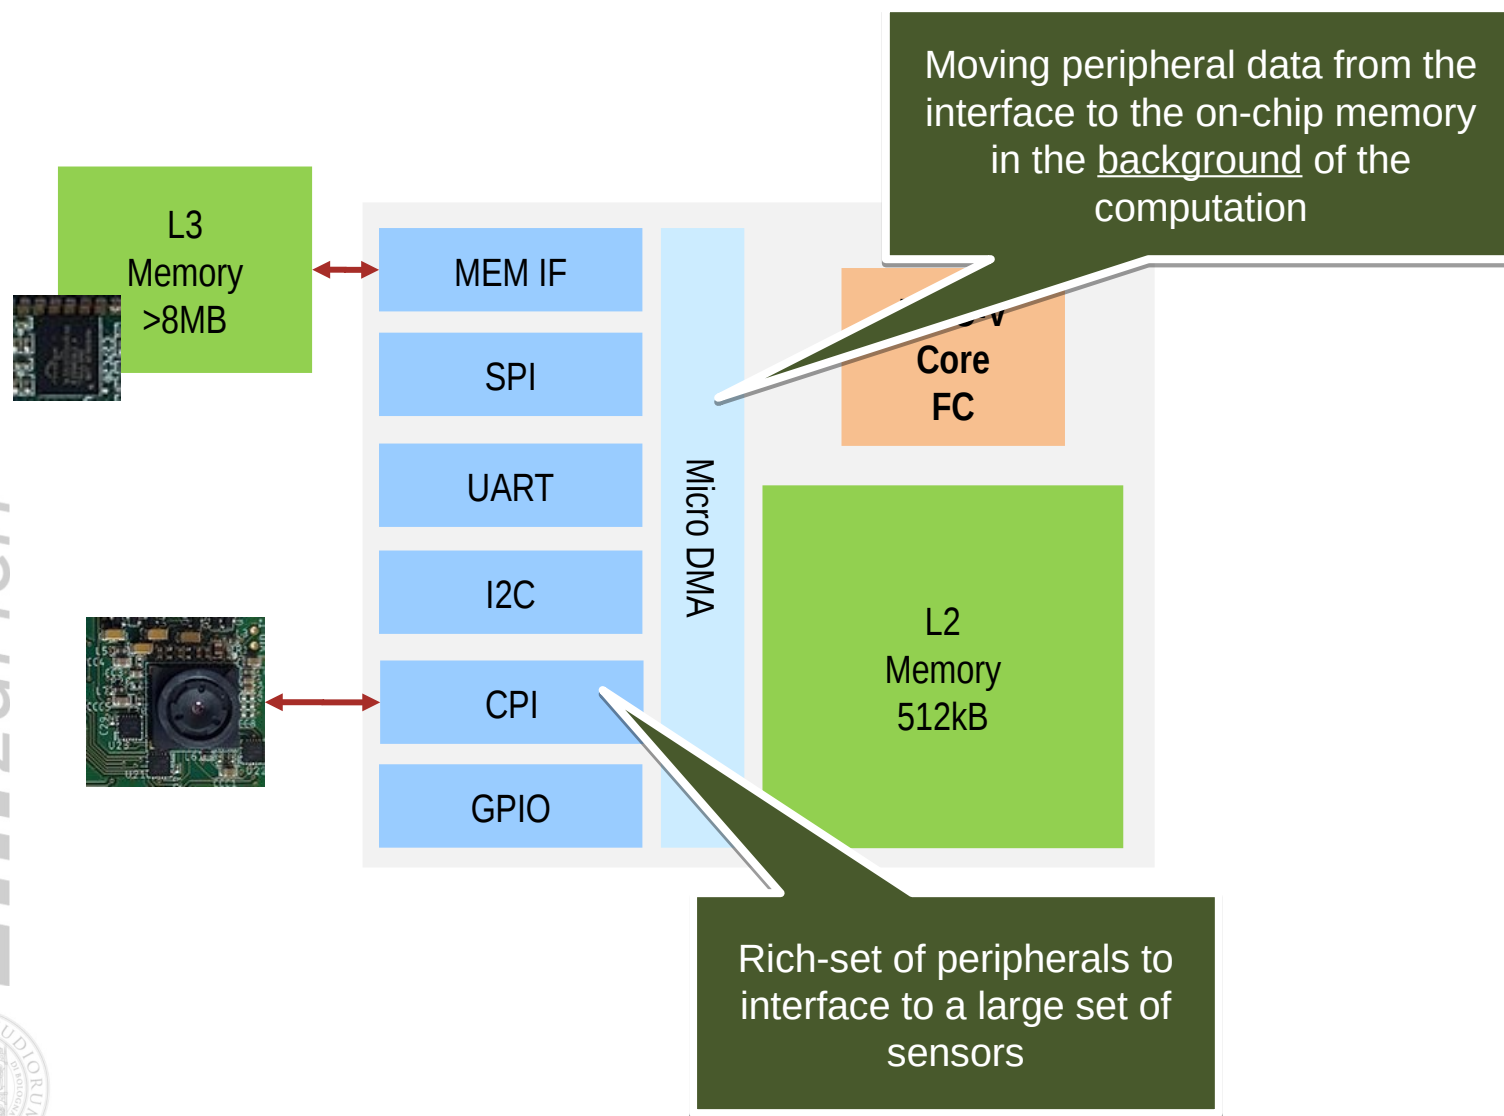 Moving peripheral data from the
interface to the on-chip memory
in the background of the
computation
L3
Memory
>8MB
MEM IF
SPI
UART
I2C
CPI
GPIO
Micro DMA
Core
FC
L2
Memory
512kB
Rich-set of peripherals to
interface to a large set of
sensors